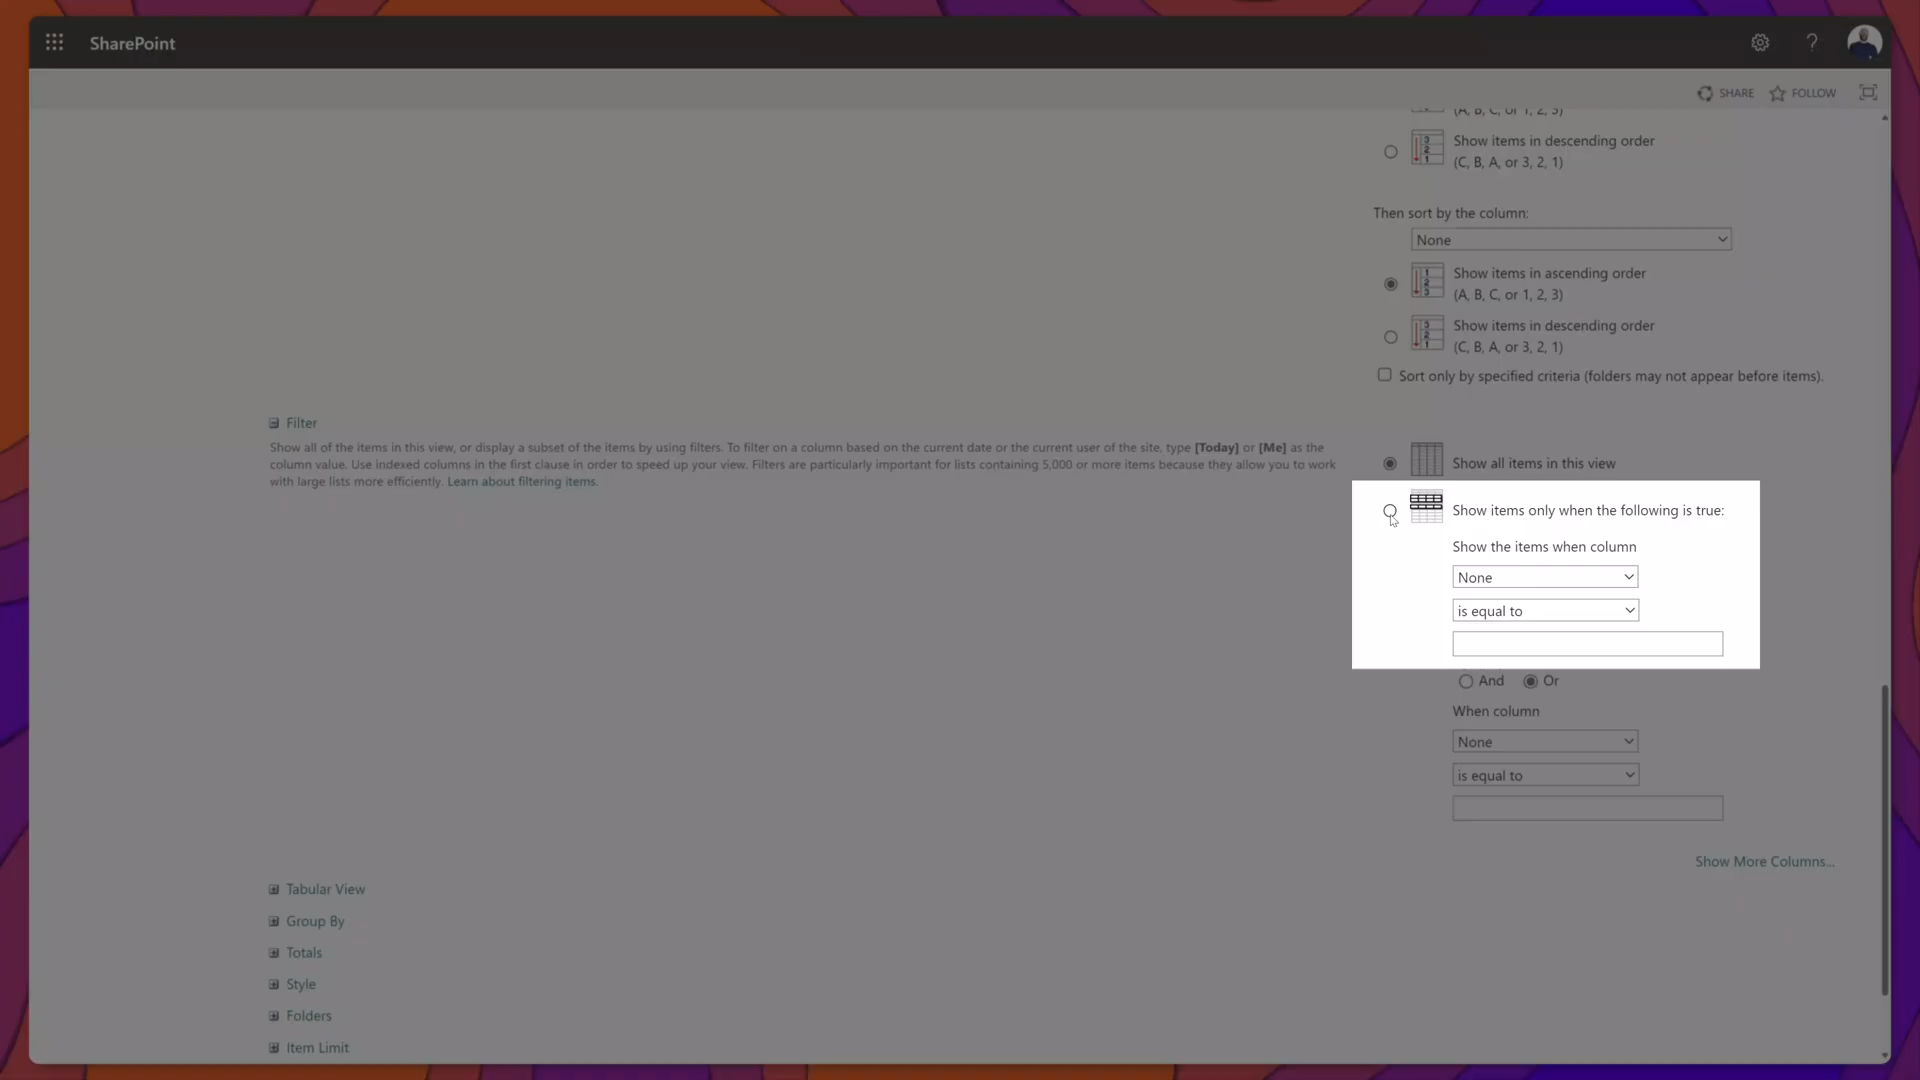 SharePoint
?
SHARE
FOLLOW
(A, B, C, or 1, 2, 3)
Show items in descending order
(C, B, A, or 3, 2, 1)
Then sort by the column:
None
Show items in ascending order
(A, B, C, or 1, 2, 3)
Show items in descending order
(C, B, A, or 3, 2, 1)
Sort only by specified criteria (folders may not appear before items).
Filter
Show all of the items in this view, or display a subset of the items by using filters. To filter on a column based on the current date or the current user of the site, type [Today] or [Me] as the
column value. Use indexed columns in the first clause in order to speed up your view. Filters are particularly important for lists containing 5,000 or more items because they allow you to work
with large lists more efficiently. Learn about filtering items.
Show all items in this view
Show items only when the following is true:
Show the items when column
None
is equal to
And Or
When column
None
is equal to
Show More Columns...
Tabular View
Group By
Totals
Style
Folders
Item Limit